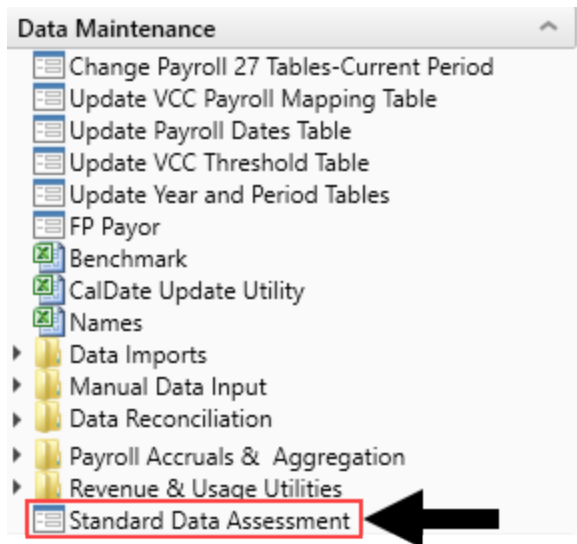 Data Maintenance
Change Payroll 27 Tables-Current Period
Update VCC Payroll Mapping Table
Update Payroll Dates Table
Update VCC Threshold Table
Update Year and Period Tables
FP Payor
Benchmark
CalDate Update Utility
Names
Data Imports
Manual Data Input
Data Reconciliation
Payroll Accruals & Aggregation
Revenue & Usage Utilities
Standard Data Assessment